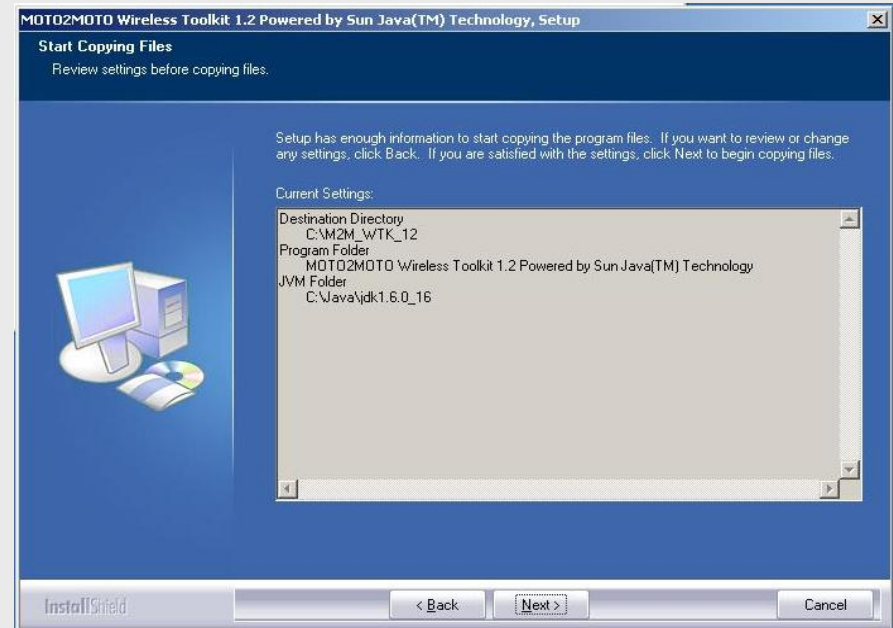 MOTO2MOTO Wireless Toolkit 1.2 Powered by Sun Java(TM) Technology, Setup
Start Copying Files
Review settings before copying files.
Setup has enough information to start copying the program files. If you want to review or change
any settings, click Back. If you are satisfied with the settings, click Next to begin copying files.
Current Settings:
Destination Directory
C:\M2M_WTK_12
Program Folder
MOTO2MOTO Wireless Toolkit 1.2 Powered by Sun Java(TM) Technology
JVM Folder
C:\Java\jdk1.6.0_16
InstallShield
< Back
Next >
Cancel